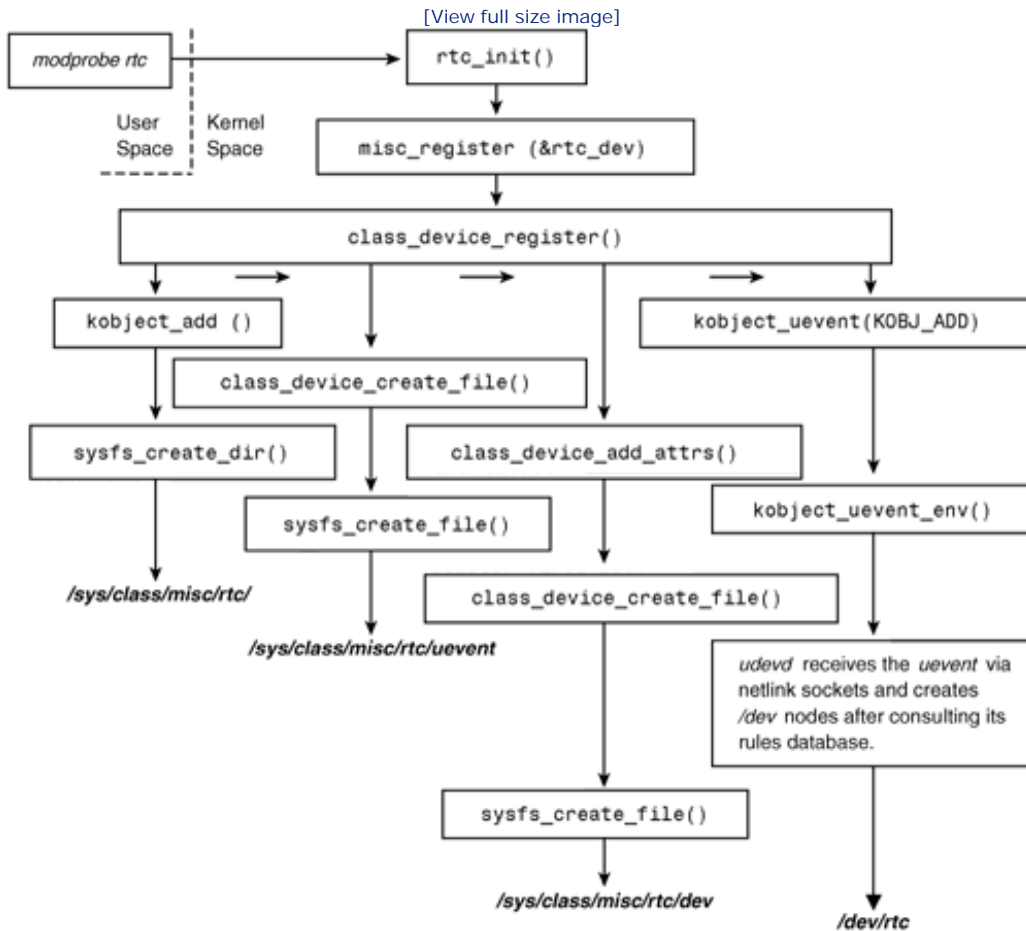 [View full size image]
modprobe rtc
rtc_init()
User
Space
Kernel
Space
misc_register (&rtc_dev)
class_device_register()
kobject_add ()
kobject_uevent(KOBJ_ADD)
class_device_create_file()
sysfs_create_dir()
class_device_add_attrs()
sysfs_create_file()
kobject_uevent_env()
/sys/class/misc/rtc/
class_device_create_file()
/sys/class/misc/rtc/uevent
udevd receives the uevent via
netlink sockets and creates
/dev nodes after consulting its
rules database.
sysfs_create_file()
/sys/class/misc/rtc/dev
/dev/rtc